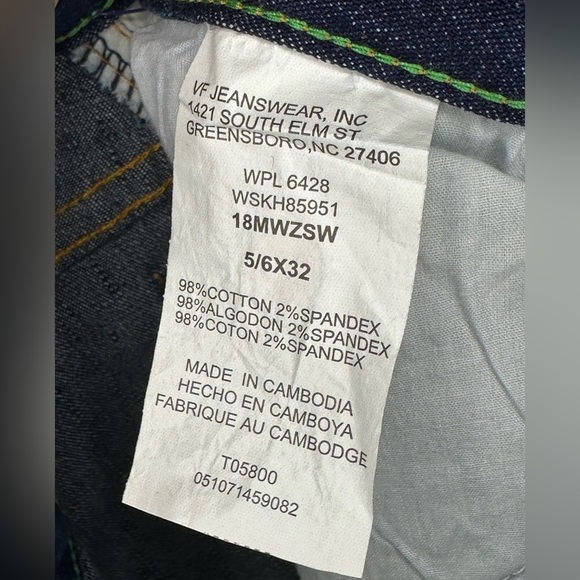 VF JEANSWEAR, INC
1421 SOUTH ELM ST
GREENSBORO, NC 27406
WPL 6428
WSKH85951
18MWZSW
5/6X32
98%COTTON 2%SPANDEX
98%ALGODON 2%SPANDEX
98%COTON 2%SPANDEX
MADE IN CAMBODIA
HECHO EN CAMBOYA
FABRIQUE AU CAMBODGE
T05800
051071459082